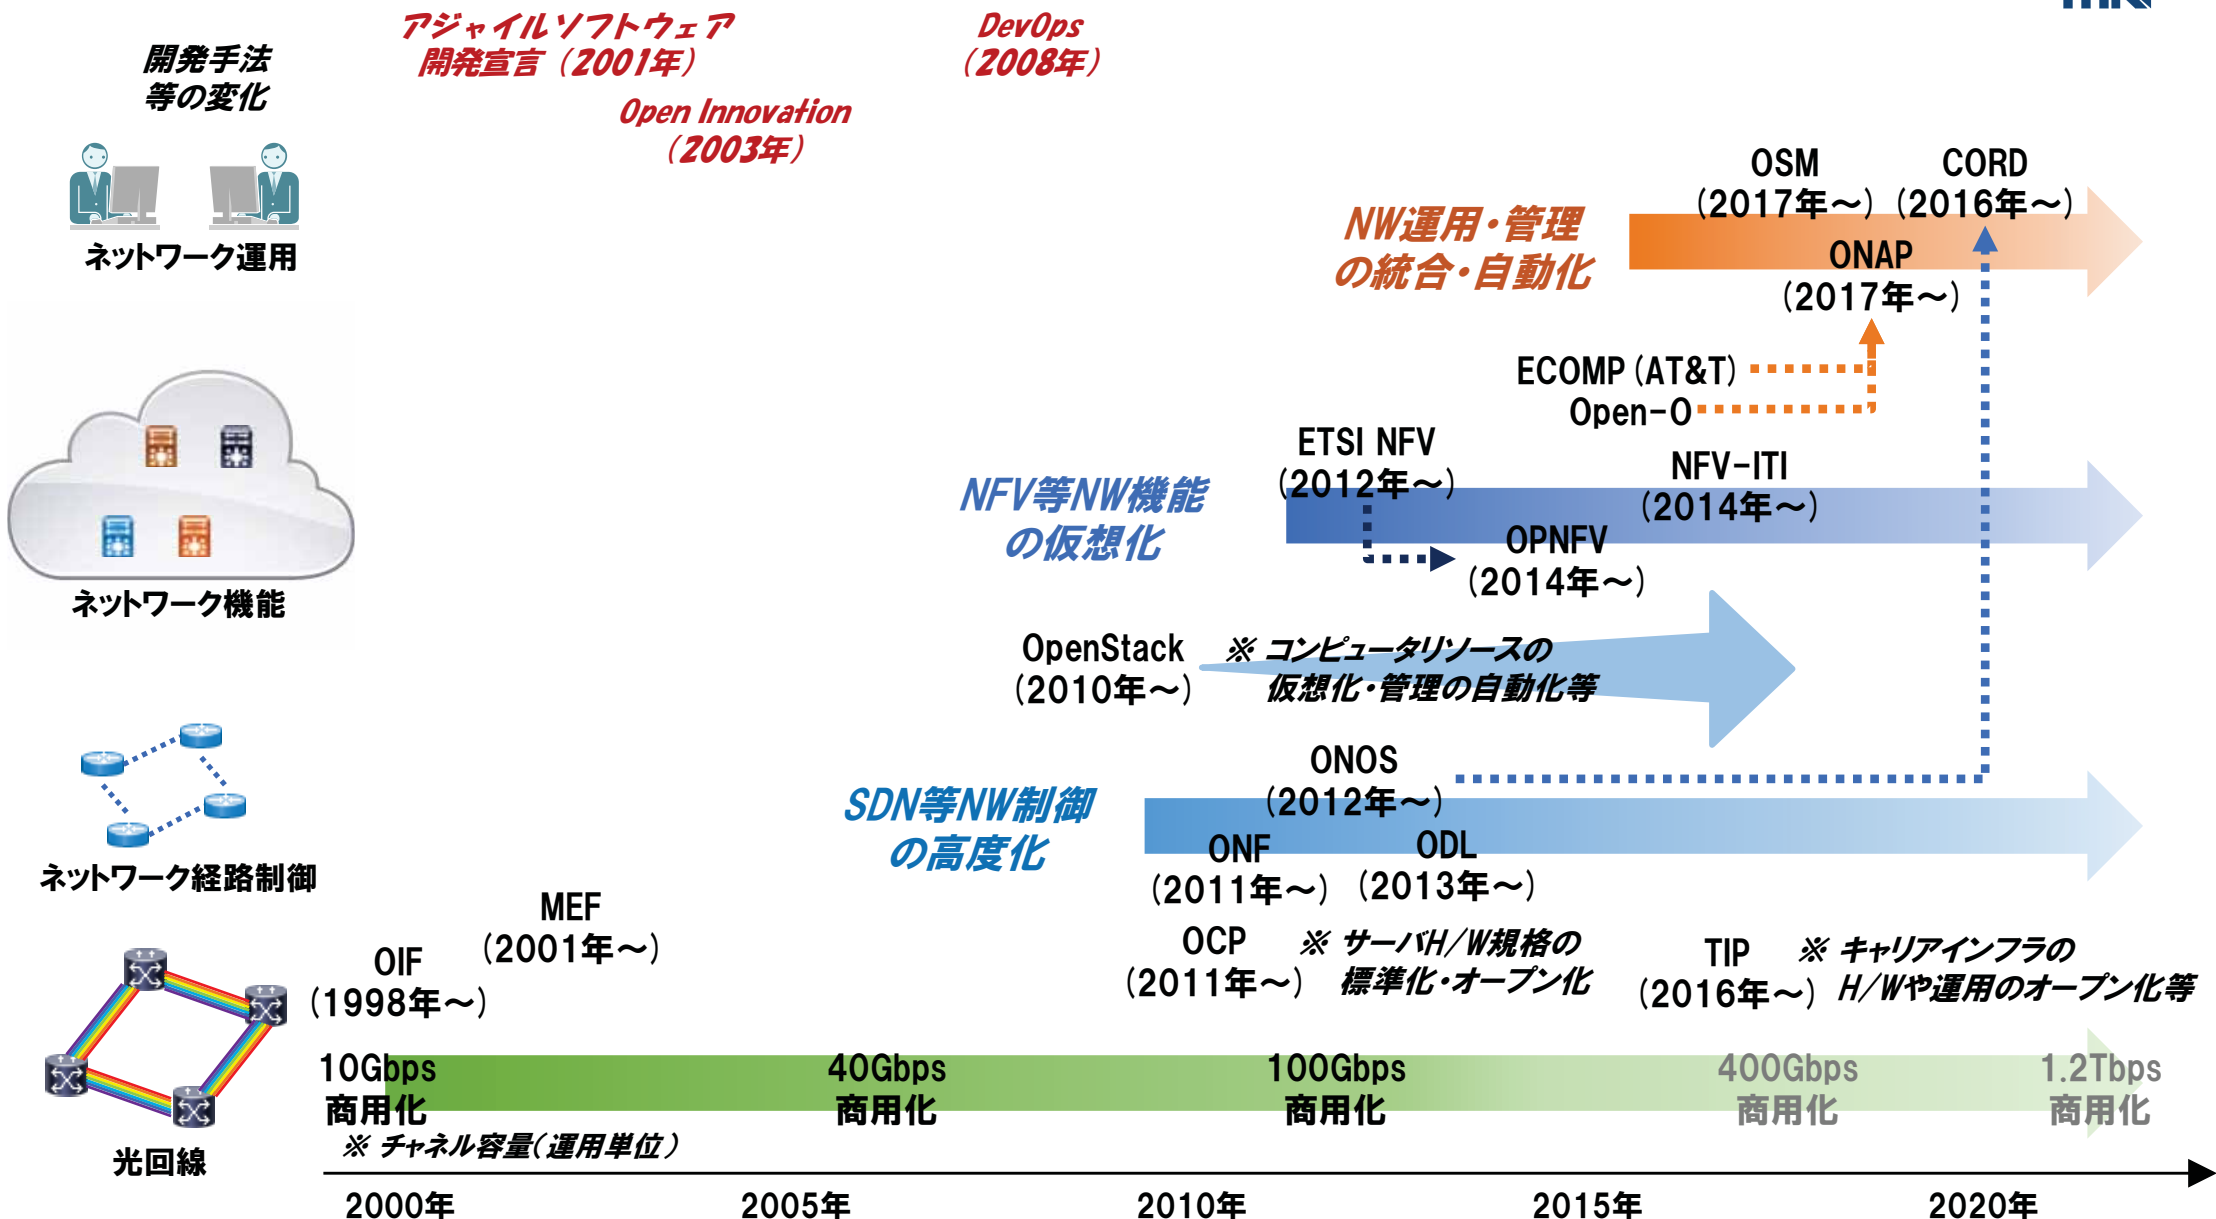 開発手法
等の変化
アジャイルソフトウェア
開発宣言（2001年）
DevOps
（2008年）
Open Innovation
（2003年）
ネットワーク運用
NW運用・管理
の統合・自動化
OSM
(2017年～)
CORD
(2016年～)
ONAP
(2017年～)
ECOMP (AT&T)
Open-O
ネットワーク機能
NFV等NW機能
の仮想化
ETSI NFV
(2012年～)
NFV-ITI
(2014年～)
OPNFV
(2014年～)
OpenStack
(2010年～)
※ コンピュータリソースの
仮想化・管理の自動化等
ネットワーク経路制御
SDN等NW制御
の高度化
ONOS
(2012年～)
ONF
(2011年～)
ODL
(2013年～)
MEF
(2001年～)
OIF
(1998年～)
OCP
(2011年～)
※ サーバH/W規格の
標準化・オープン化
TIP
(2016年～)
※ キャリアインフラの
H/Wや運用のオープン化等
光回線
10Gbps
商用化
40Gbps
商用化
100Gbps
商用化
400Gbps
商用化
1.2Tbps
商用化
※ チャネル容量(運用単位)
2000年
2005年
2010年
2015年
2020年